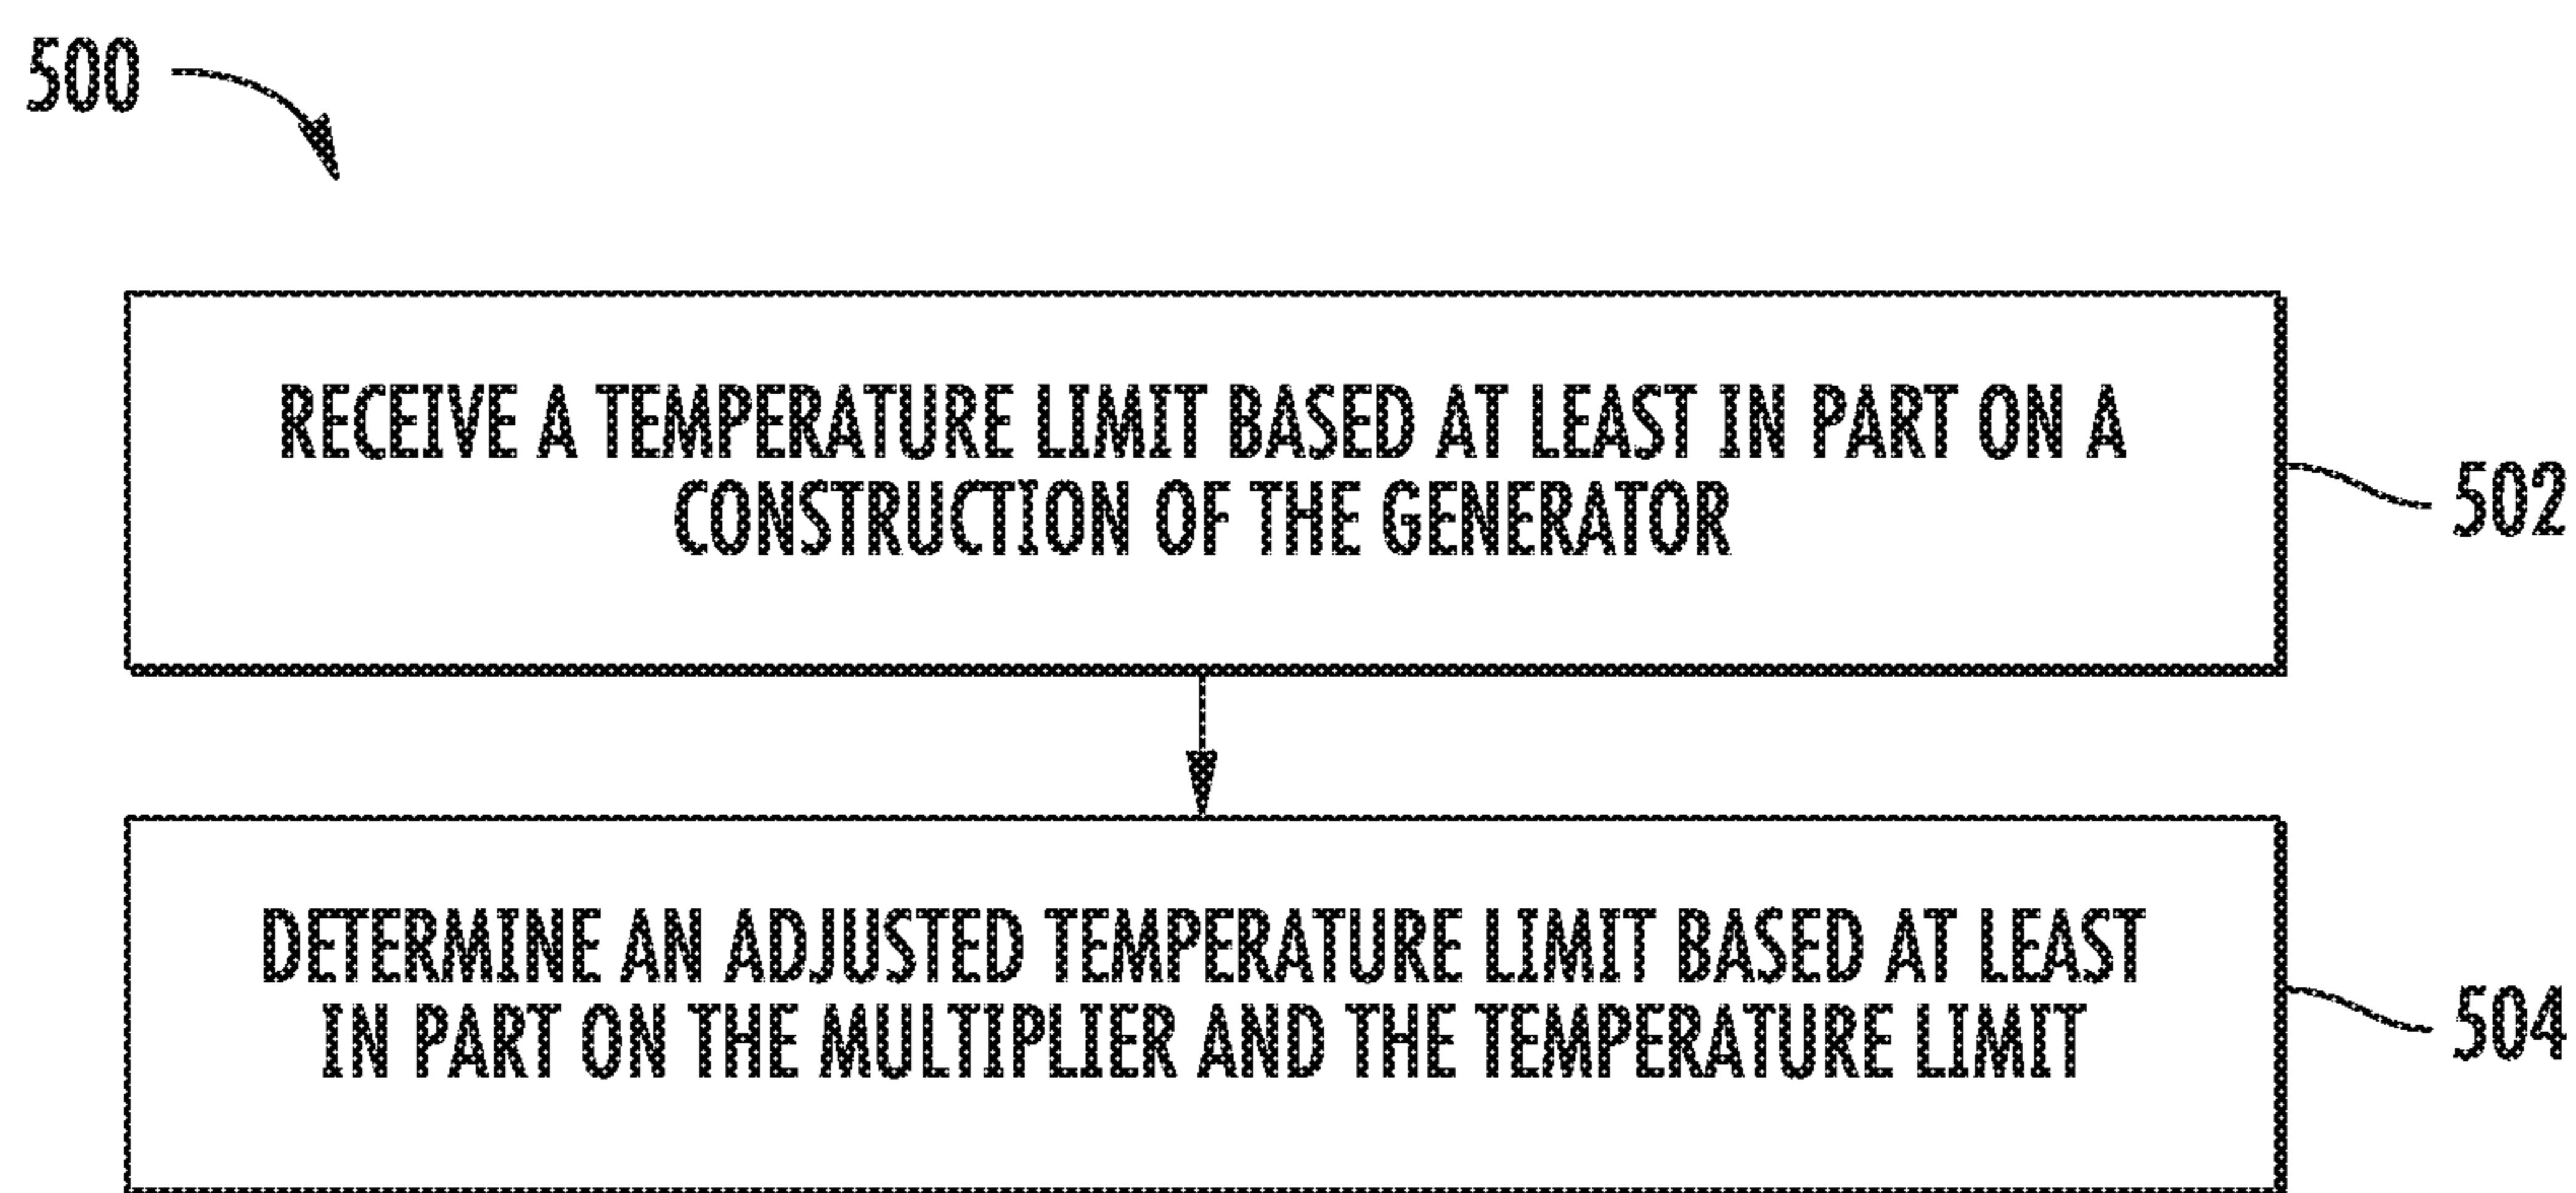 500
RECEIVE A TEMPERATURE LIMIT BASED AT LEAST IN PART ON A
CONSTRUCTION OF THE GENERATOR
502
DETERMINE AN ADJUSTED TEMPERATURE LIMIT BASED AT LEAST
IN PART ON THE MULTIPLIER AND THE TEMPERATURE LIMIT
504